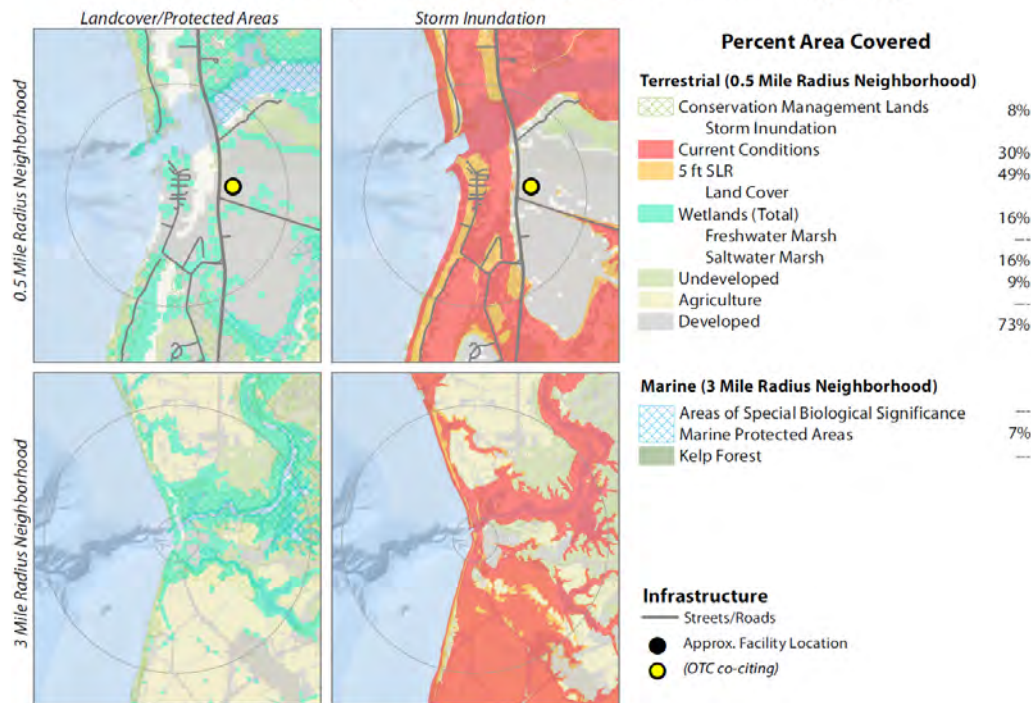 Landcover/Protected Areas
Storm Inundation
0.5 Mile Radius Neighborhood
3 Mile Radius Neighborhood
Percent Area Covered
Terrestrial (0.5 Mile Radius Neighborhood)
Conservation Management Lands 8%
Storm Inundation
Current Conditions 30%
5 ft SLR 49%
Land Cover
Wetlands (Total) 16%
Freshwater Marsh ---
Saltwater Marsh 16%
Undeveloped 9%
Agriculture ---
Developed 73%
Marine (3 Mile Radius Neighborhood)
Areas of Special Biological Significance ---
Marine Protected Areas 7%
Kelp Forest ---
Infrastructure
Streets/Roads
Approx. Facility Location
(OTC co-citing)